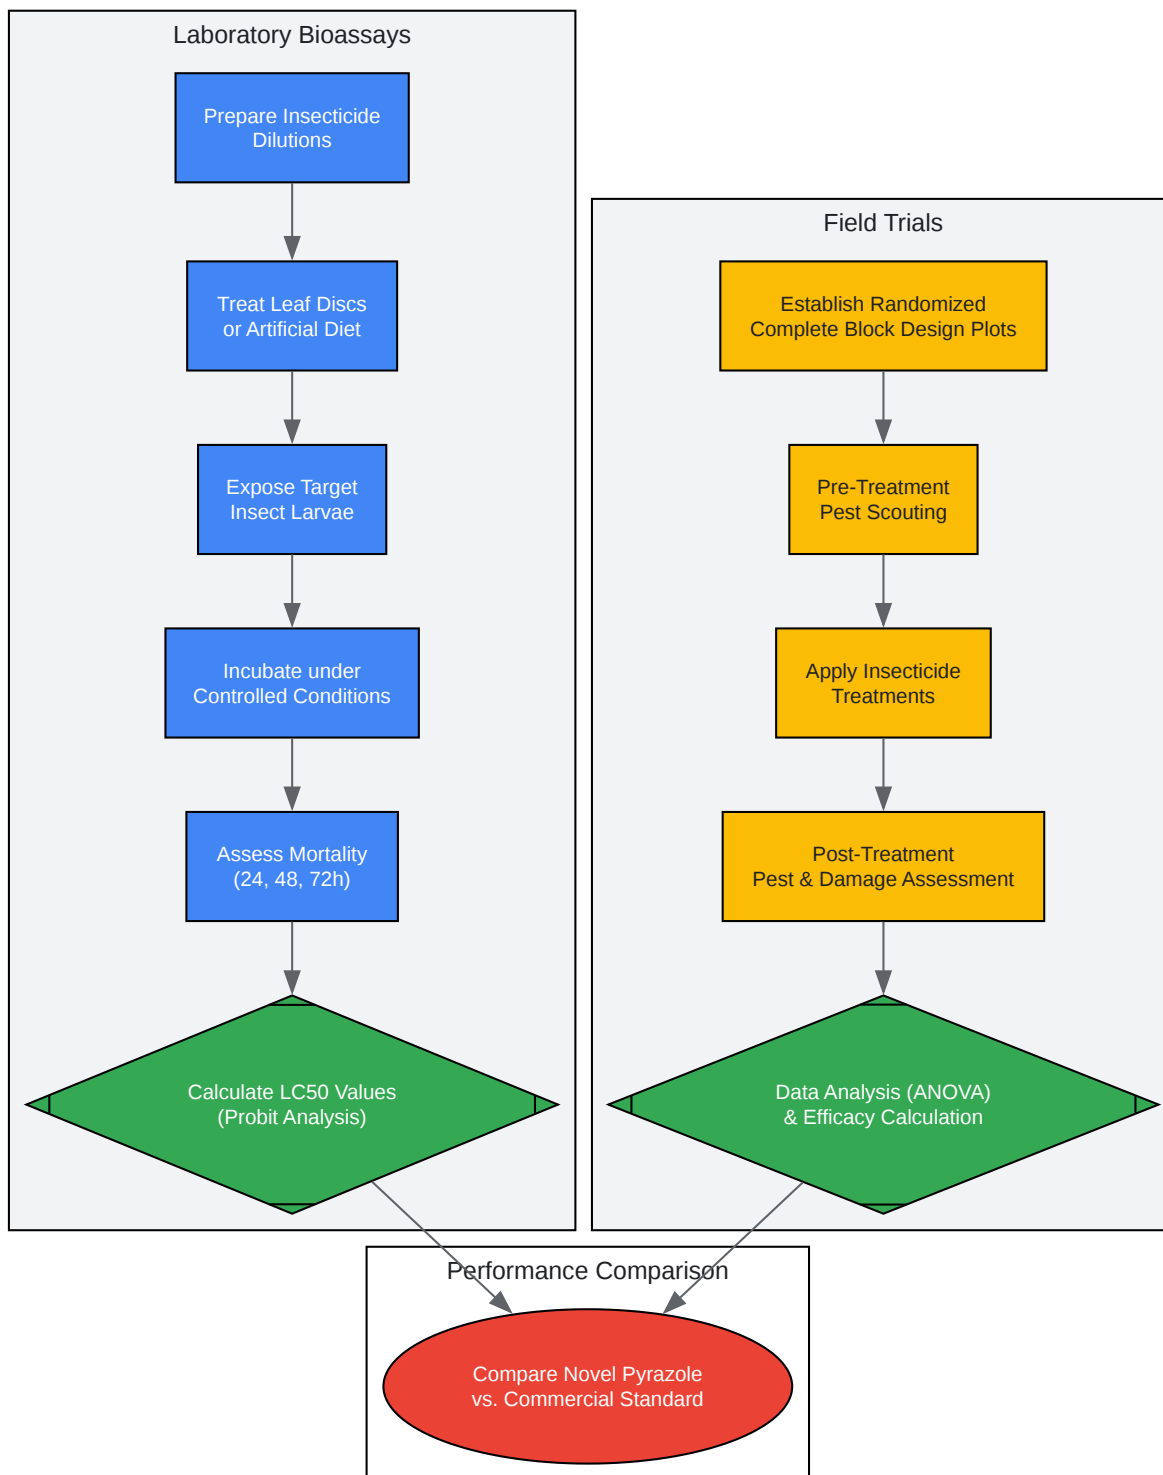 Laboratory Bioassays
Prepare Insecticide
Dilutions
Treat Leaf Discs
or Artificial Diet
Expose Target
Insect Larvae
Incubate under
Controlled Conditions
Assess Mortality
(24, 48, 72h)
Calculate LC50 Values
(Probit Analysis)
Field Trials
Establish Randomized
Complete Block Design Plots
Pre-Treatment
Pest Scouting
Apply Insecticide
Treatments
Post-Treatment
Pest & Damage Assessment
Data Analysis (ANOVA)
& Efficacy Calculation
Performance Comparison
Compare Novel Pyrazole
vs. Commercial Standard